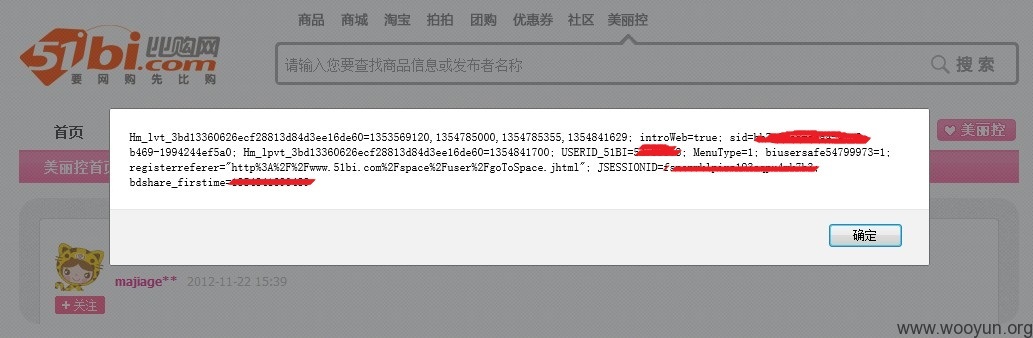 商品 商城 淘宝 拍拍 团购 优惠券 社区 美丽控
51bi比购网
.com
要网购先比购
请输入您要查找商品信息或发布者名称
搜索
首页
美丽控
美丽控首页
Hm_lvt_3bd13360626ecf28813d84d3ee16de60=1353569120,1354785000,1354785355,1354841629; introWeb=true; sid=
b469-1994244ef5a0; Hm_lpvt_3bd13360626ecf28813d84d3ee16de60=1354841700; USERID_51BI= ; MenuType=1; biusersafe54799973=1;
registerreferer="http%3A%2F%2Fwww.51bi.com%2Fspace%2Fuser%2FgoToSpace.jhtml"; JSESSIONID=
bdshare_firstime=
确定
majiage** 2012-11-22 15:39
+ 关注
www.wooyun.org